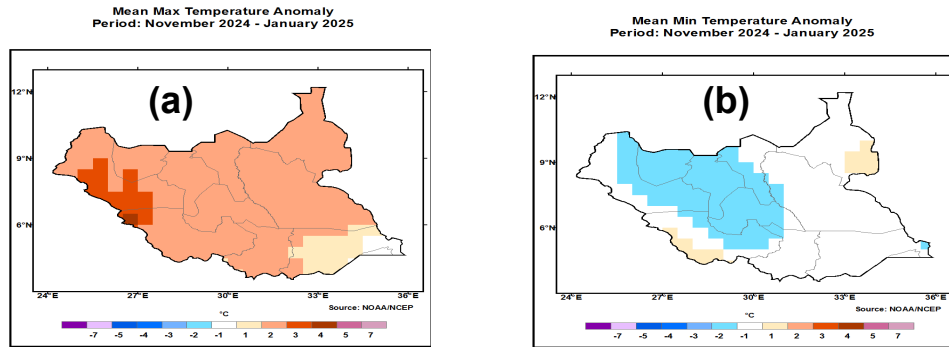 Mean Max Temperature Anomaly
Period: November 2024 - January 2025
(a)
12°N
9°N
6°N
24°E 27°E 30°E 33°E 36°E
Source: NOAA/NCEP
°C
-7 -5 -4 -3 -2 -1 1 2 3 4 5 7
Mean Min Temperature Anomaly
Period: November 2024 - January 2025
(b)
12°N
9°N
6°N
24°E 27°E 30°E 33°E 36°E
Source: NOAA/NCEP
°C
-7 -5 -4 -3 -2 -1 1 2 3 4 5 7